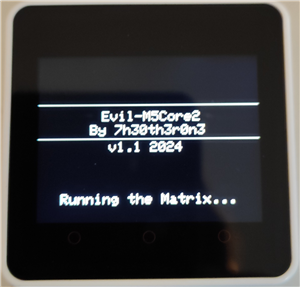 Evil-M5Core2
By 7h30th3r0n3
v1.1 2024
Running the Matrix...